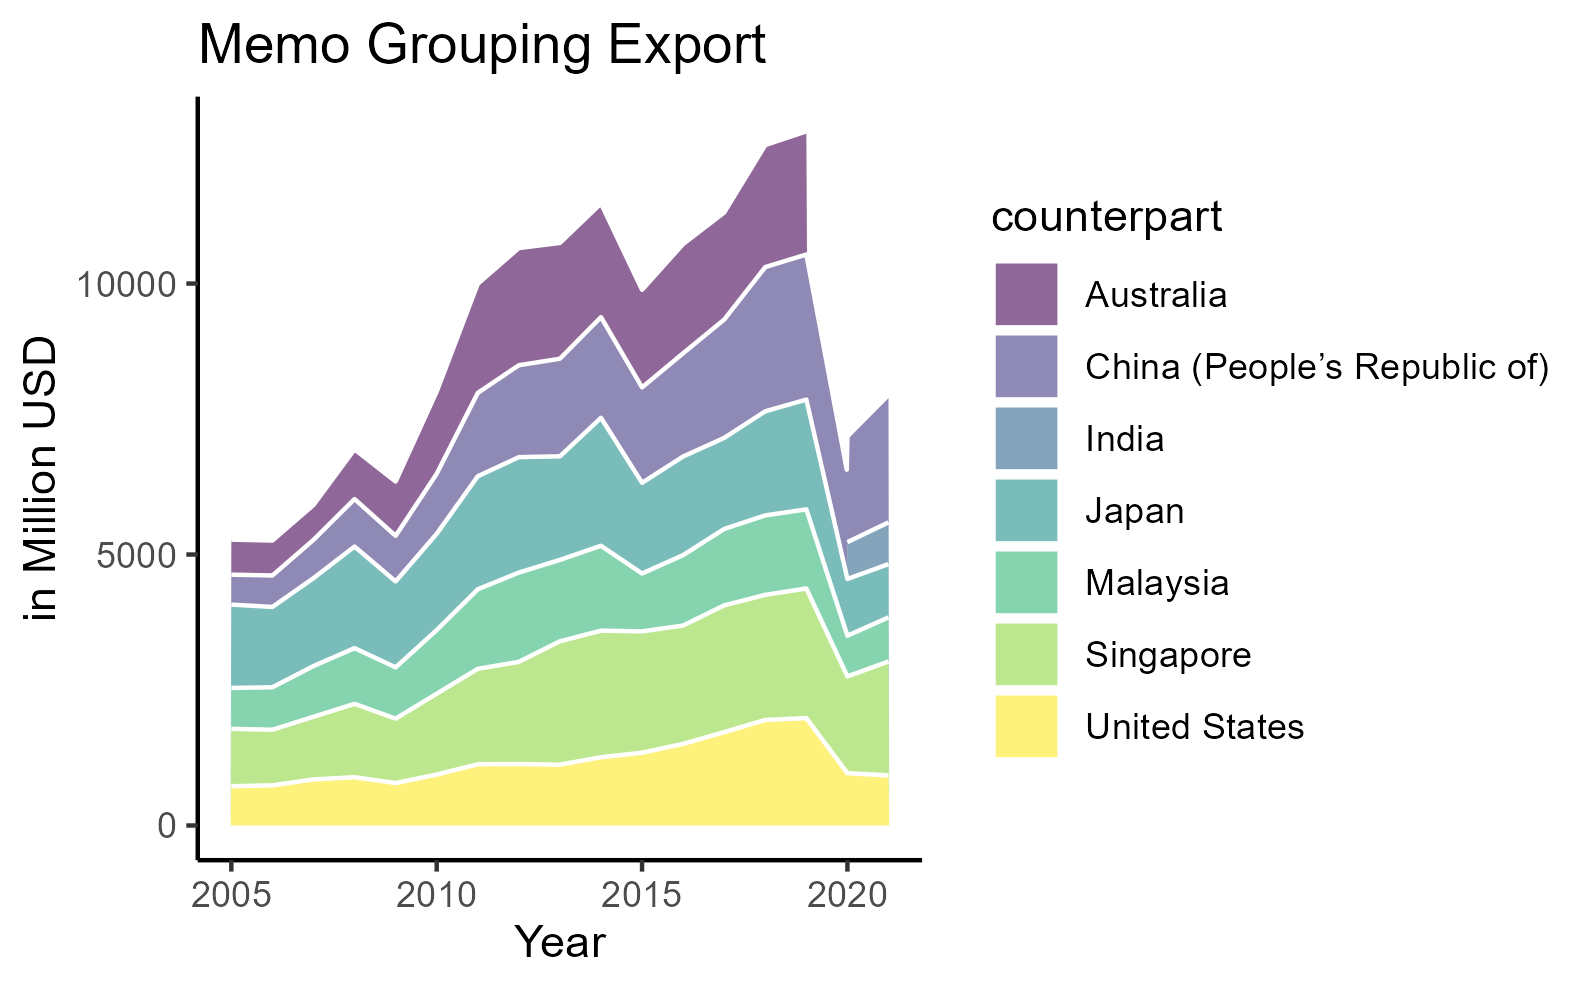 Memo Grouping Export
in Million USD
10000
5000
0
2005 2010 2015 2020
Year
counterpart
Australia
China (People’s Republic of)
India
Japan
Malaysia
Singapore
United States